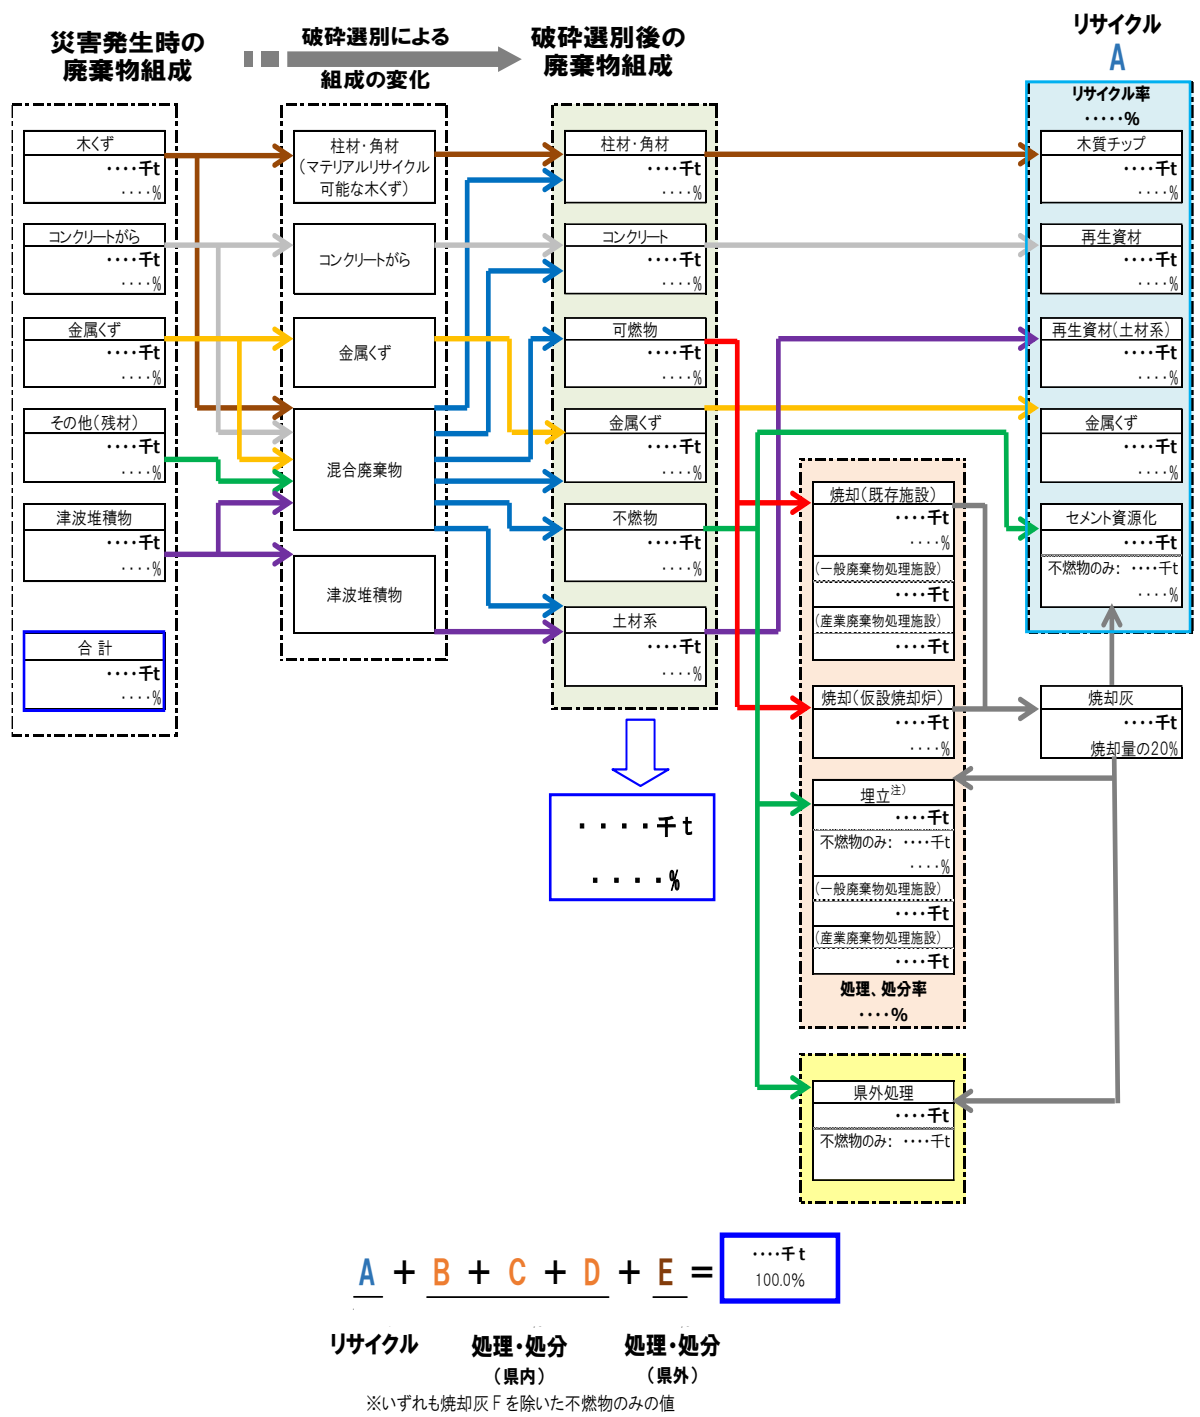 災害発生時の
廃棄物組成
破砕選別による
組成の変化
破砕選別後の
廃棄物組成
リサイクル
A
木くず
････千t
････%
コンクリートがら
････千t
････%
金属くず
････千t
････%
その他(残材)
････千t
････%
津波堆積物
････千t
････%
合 計
････千t
････%
柱材･角材
(マテリアルリサイクル
可能な木くず)
コンクリートがら
金属くず
混合廃棄物
津波堆積物
柱材･角材
････千t
････%
コンクリート
････千t
････%
可燃物
････千t
････%
金属くず
････千t
････%
不燃物
････千t
････%
土材系
････千t
････%
････千t
････%
焼却(既存施設)
････千t
････%
(一般廃棄物処理施設)
････千t
(産業廃棄物処理施設)
････千t
焼却(仮設焼却炉)
････千t
････%
埋立注)
････千t
不燃物のみ: ････千t
････%
(一般廃棄物処理施設)
････千t
(産業廃棄物処理施設)
････千t
処理、処分率
････%
県外処理
････千t
不燃物のみ: ････千t
リサイクル率
･････%
木質チップ
････千t
････%
再生資材
････千t
････%
再生資材(土材系)
････千t
････%
金属くず
････千t
････%
セメント資源化
････千t
不燃物のみ: ････千t
････%
焼却灰
････千t
焼却量の20%
A + B + C + D + E =
････千t
100.0%
リサイクル
処理･処分
(県内)
処理･処分
(県外)
※いずれも焼却灰Fを除いた不燃物のみの値